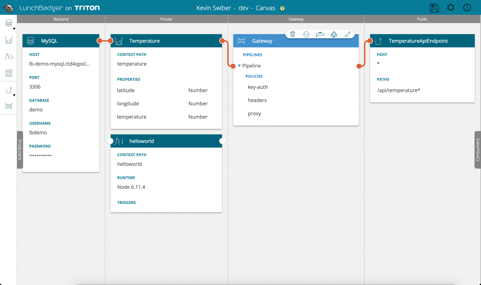 LUNCHBADGER ON TRITON
Kevin Swiber - dev - Canvas
Backend
Private
Gateway
Public
MySQL
HOST
lb-demo-mysql.ctd4qpol...
PORT
3306
DATABASE
demo
USERNAME
lbdemo
PASSWORD
Temperature
CONTEXT PATH
temperature
PROPERTIES
latitude Number
longitude Number
temperature Number
helloworld
CONTEXT PATH
helloworld
RUNTIME
Node 6.11.4
TRIGGERS
Gateway
PIPELINES
Pipeline
POLICIES
key-auth
headers
proxy
TemperatureApiEndpoint
HOST
*
PATHS
/api/temperature*